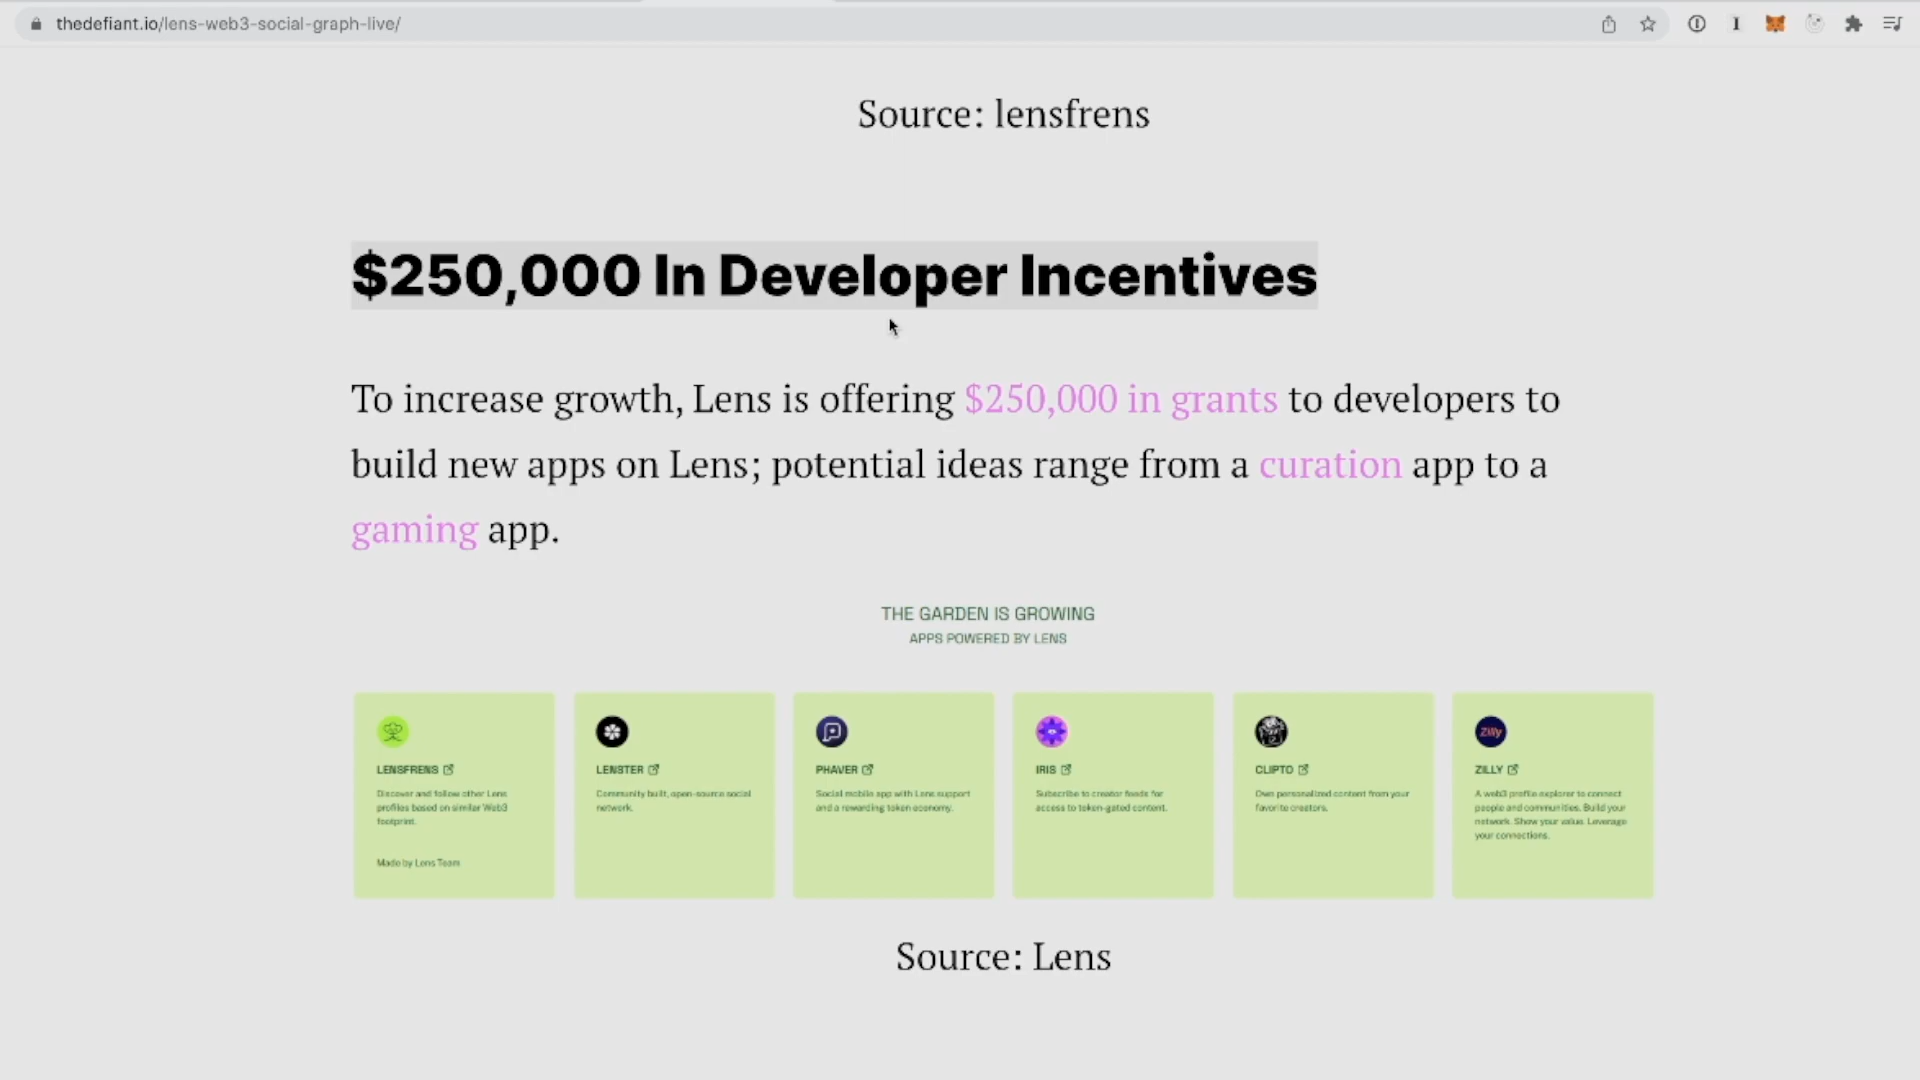 thedefiant.io/lens-web3-social-graph-live/
Source: lensfrens
$250,000 In Developer Incentives
To increase growth, Lens is offering $250,000 in grants to developers to
build new apps on Lens; potential ideas range from a curation app to a
gaming app.
THE GARDEN IS GROWING
APPS POWERED BY LENS
LENSFRENS
Discover and follow other Lens
profiles based on similar Web3
footprint.
Made by Lens Team
LENSTER
Community built, open-source social
network.
PHAVER
Social mobile app with Lens support
and a rewarding token economy.
IRIS
Subscribe to creator feeds for
access to token-gated content.
CLIPTO
Own personalized content from your
favorite creators.
Zilly
ZILLY
A web3 profile explorer to connect
people and communities. Build your
network. Show your value. Leverage
your connections.
Source: Lens